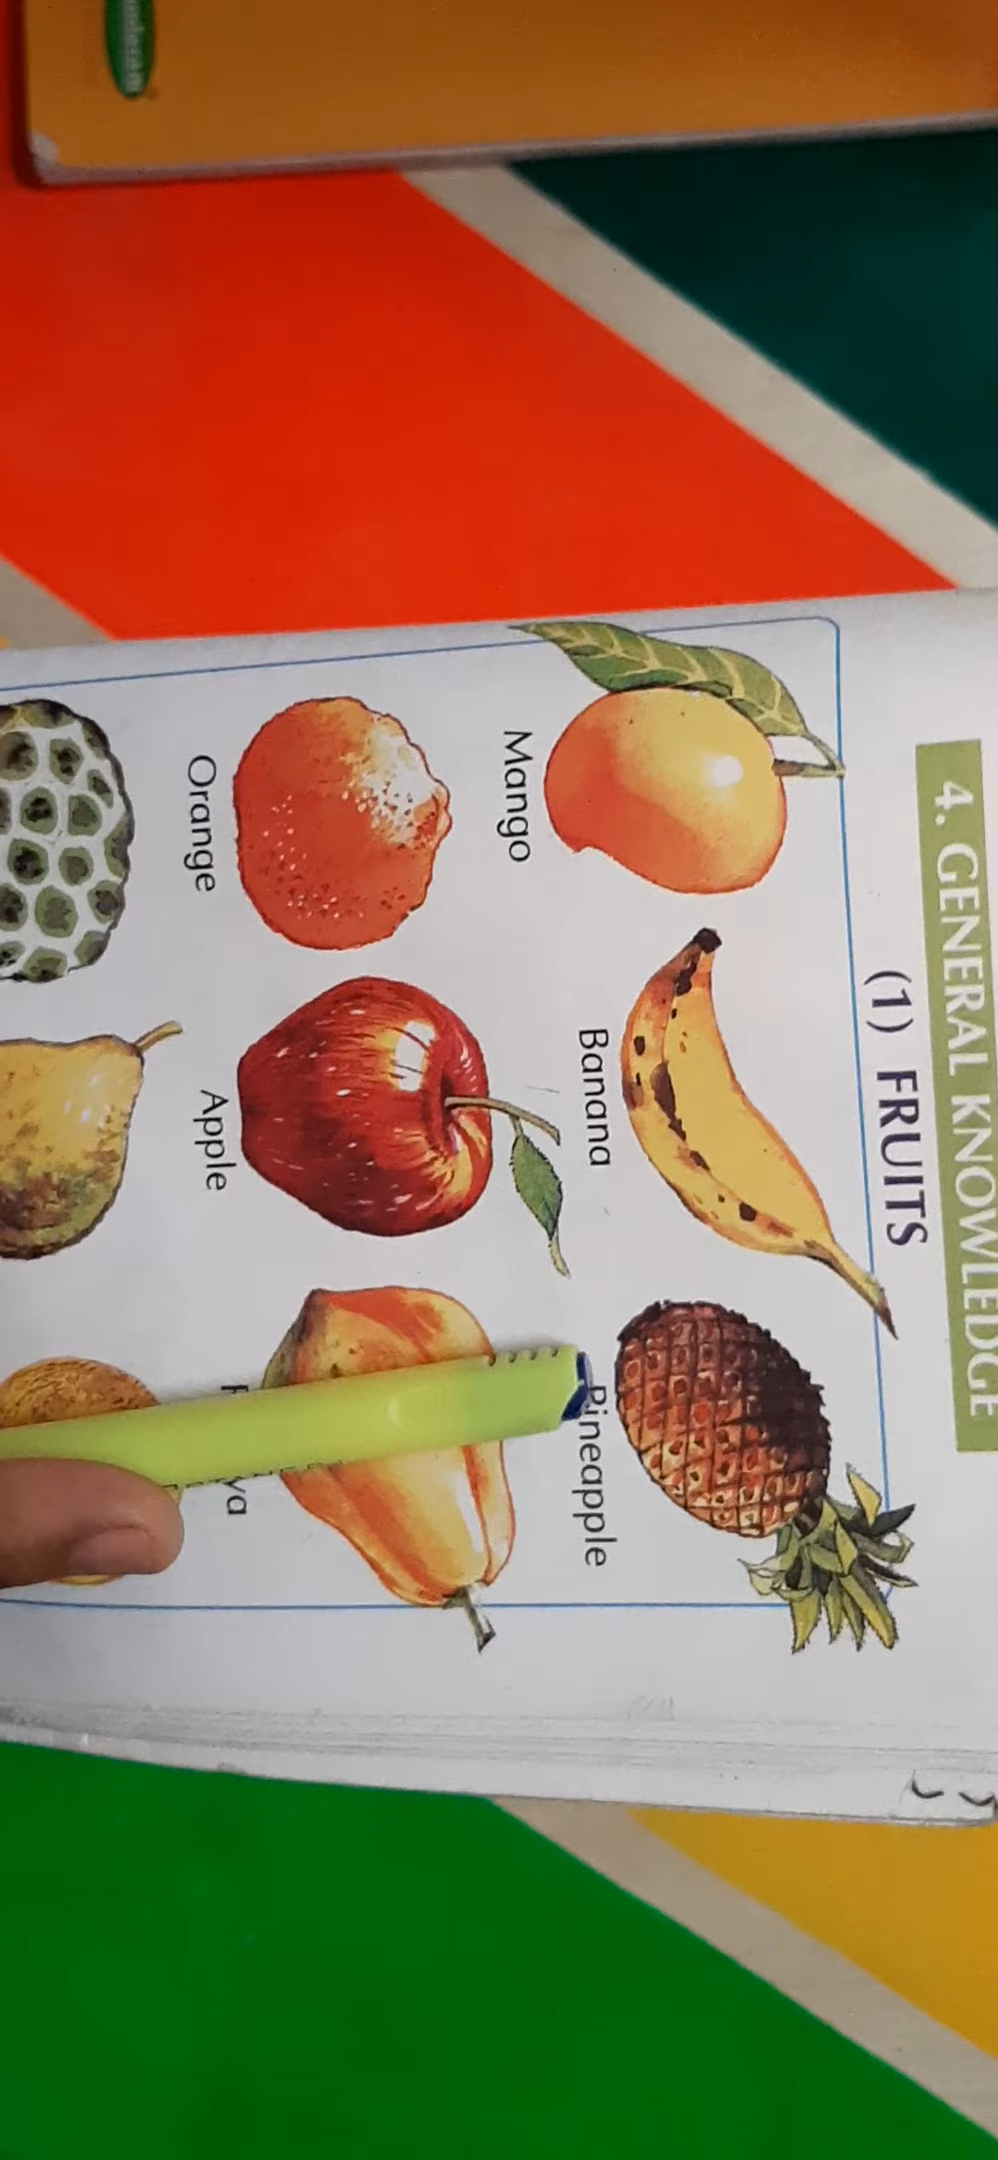 4. GENERAL KNOWLEDGE
(1) FRUITS
Mango
Banana
Pineapple
Orange
Apple